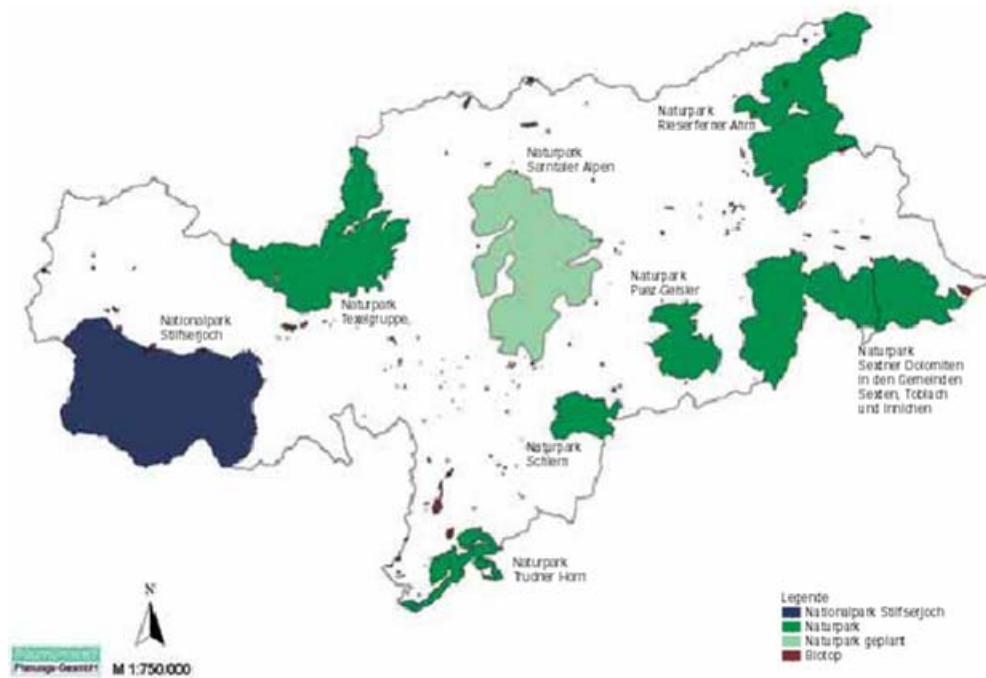 Naturpark
Rieserferner Ahrn
Naturpark
Sarntaler Alpen
Naturpark
Puez-Geisler
Naturpark
Texelgruppe,
Nationalpark
Stilfserjoch
Naturpark
Sextner Dolomiten
in den Gemeinden
Sexten, Toblach
und Innichen
Naturpark
Schlern
Naturpark
Trudner Horn
N
M 1:750.000
Legende
Nationalpark Stilfserjoch
Naturpark
Naturpark geplant
Biotop